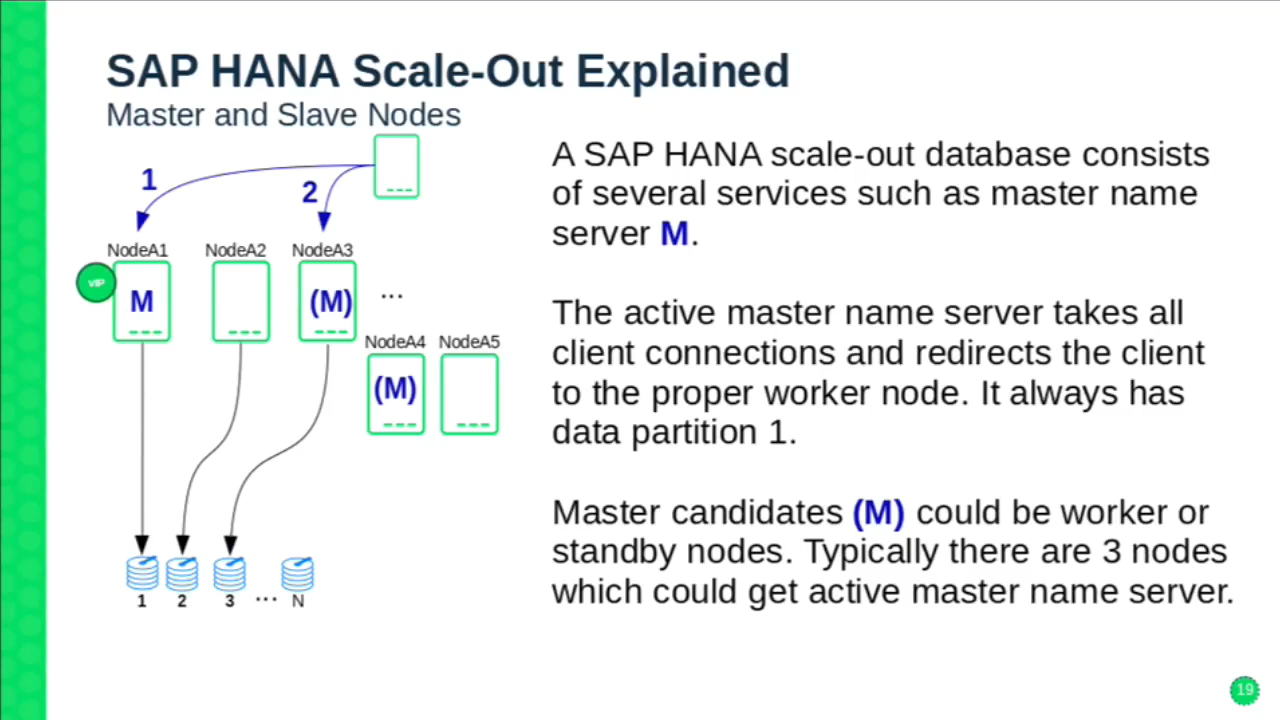 SAP HANA Scale-Out Explained
Master and Slave Nodes
1
2
NodeA1
NodeA2
NodeA3
VIP
M
(M)
...
NodeA4
NodeA5
(M)
1
2
3
...
N
A SAP HANA scale-out database consists
of several services such as master name
server M.
The active master name server takes all
client connections and redirects the client
to the proper worker node. It always has
data partition 1.
Master candidates (M) could be worker or
standby nodes. Typically there are 3 nodes
which could get active master name server.
19